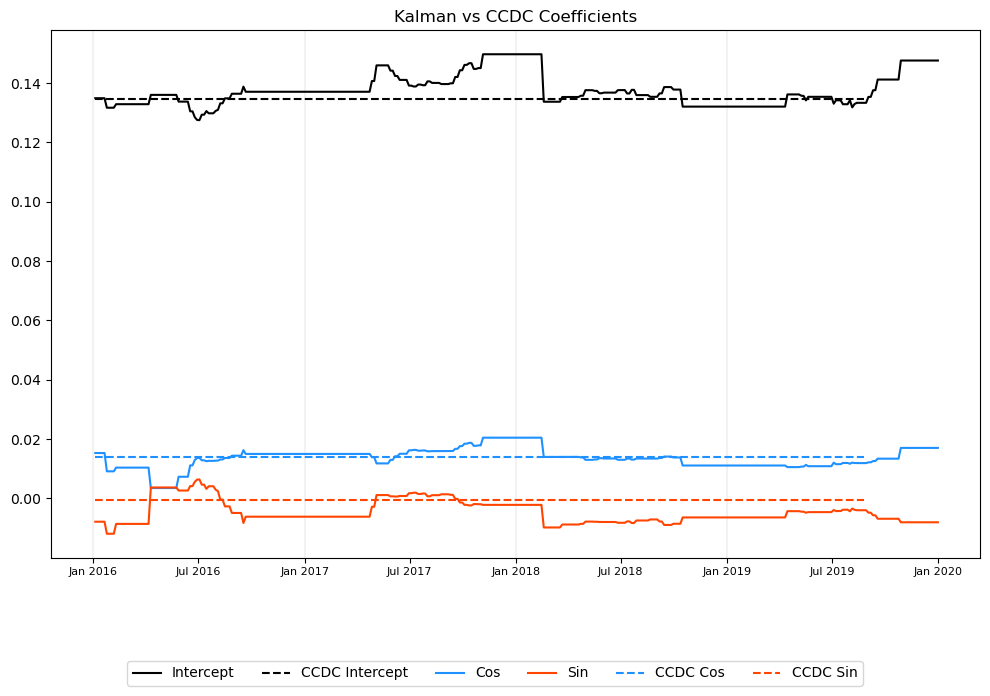 Kalman vs CCDC Coefficients
0.14
0.12
0.10
0.08
0.06
0.04
0.02
0.00
Jan 2016 Jul 2016 Jan 2017 Jul 2017 Jan 2018 Jul 2018 Jan 2019 Jul 2019 Jan 2020
Intercept CCDC Intercept Cos Sin CCDC Cos CCDC Sin